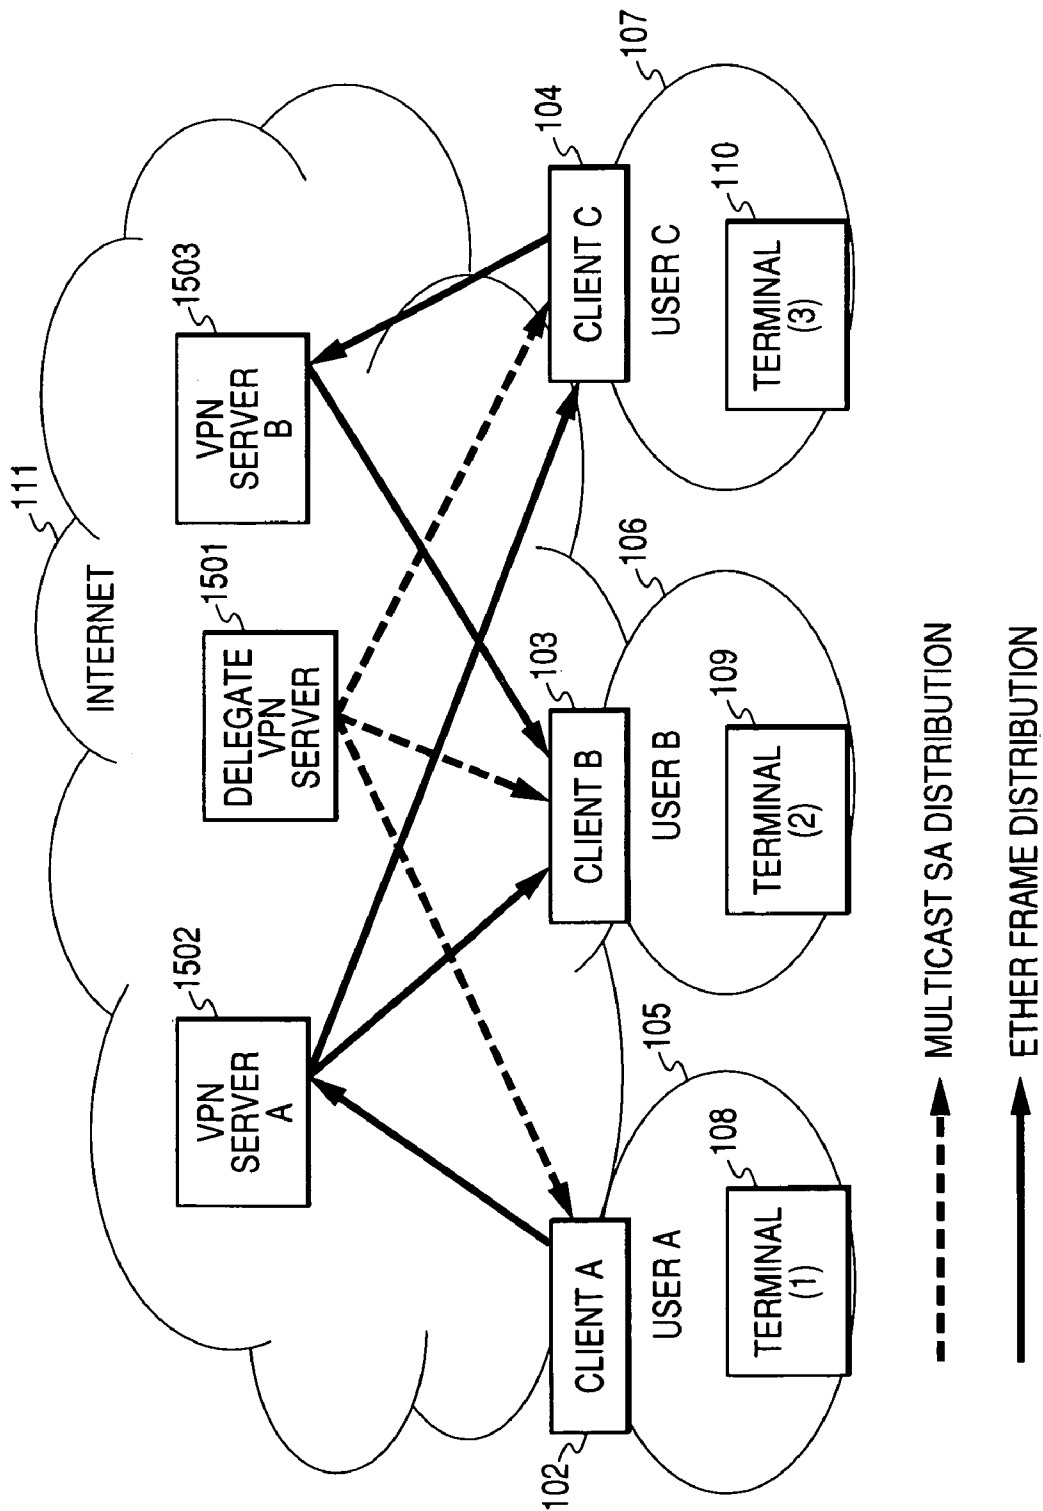 111
INTERNET
1502
VPN
SERVER
A
1501
DELEGATE
VPN
SERVER
1503
VPN
SERVER
B
102
CLIENT A
103
CLIENT B
104
CLIENT C
105
USER A
106
USER B
107
USER C
108
TERMINAL
(1)
109
TERMINAL
(2)
110
TERMINAL
(3)
MULTICAST SA DISTRIBUTION
ETHER FRAME DISTRIBUTION